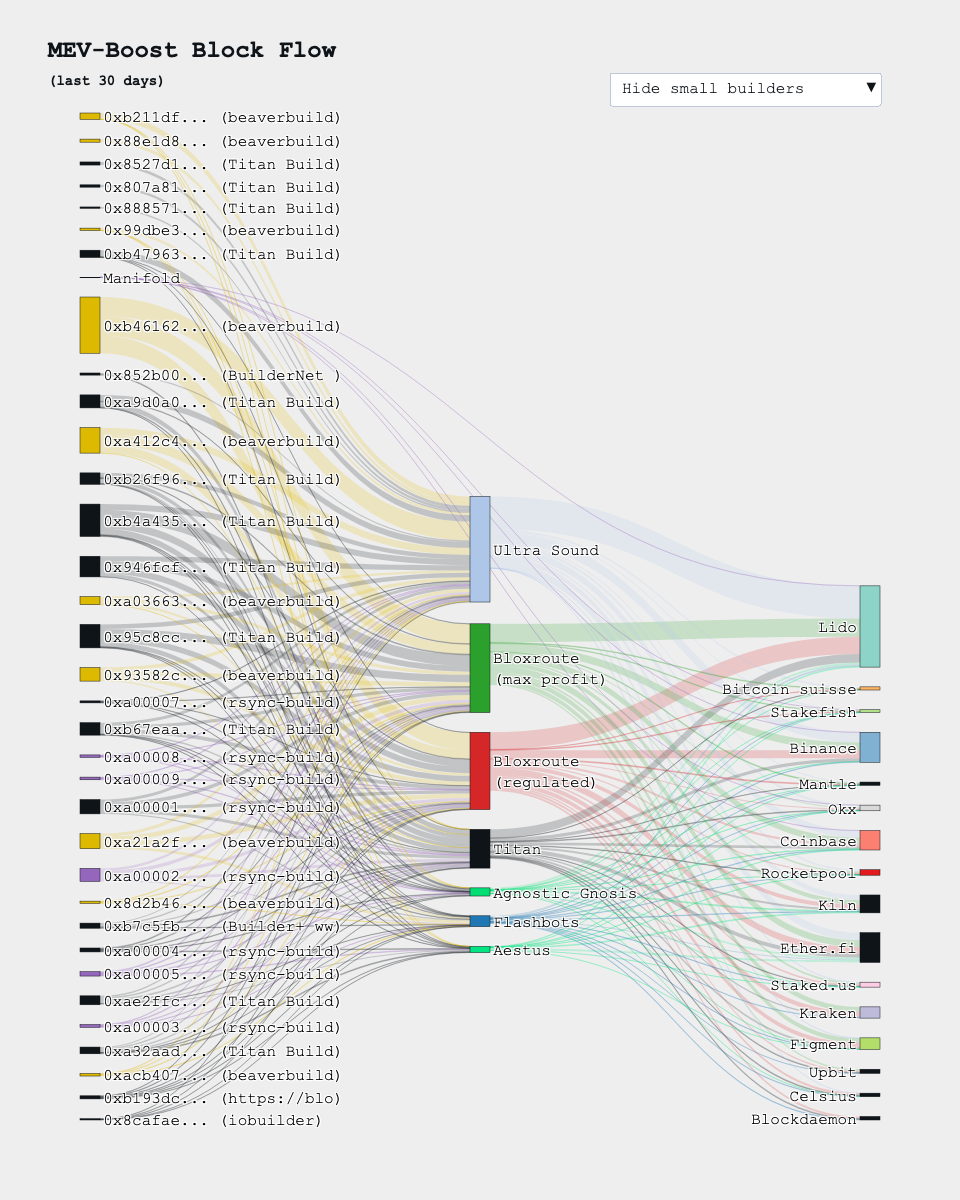 MEV-Boost Block Flow
(last 30 days)
Hide small builders
0xb211df... (beaverbuild)
0x88e1d8... (beaverbuild)
0x8527d1... (Titan Build)
0x807a81... (Titan Build)
0x888571... (Titan Build)
0x99dbe3... (beaverbuild)
0xb47963... (Titan Build)
Manifold
0xb46162... (beaverbuild)
0x852b00... (BuilderNet )
0xa9d0a0... (Titan Build)
0xa412c4... (beaverbuild)
0xb26f96... (Titan Build)
0xb4a435... (Titan Build)
0x946fcf... (Titan Build)
0xa03663... (beaverbuild)
0x95c8cc... (Titan Build)
0x93582c... (beaverbuild)
0xa00007... (rsync-build)
0xb67eaa... (Titan Build)
0xa00008... (rsync-build)
0xa00009... (rsync-build)
0xa00001... (rsync-build)
0xa21a2f... (beaverbuild)
0xa00002... (rsync-build)
0x8d2b46... (beaverbuild)
0xb7c5fb... (Builder+ ww)
0xa00004... (rsync-build)
0xa00005... (rsync-build)
0xae2ffc... (Titan Build)
0xa00003... (rsync-build)
0xa32aad... (Titan Build)
0xacb407... (beaverbuild)
0xb193dc... (https://blo)
0x8cafae... (iobuilder)
Ultra Sound
Bloxroute
(max profit)
Bloxroute
(regulated)
Titan
Agnostic Gnosis
Flashbots
Aestus
Lido
Bitcoin suisse
Stakefish
Binance
Mantle
Okx
Coinbase
Rocketpool
Kiln
Ether.fi
Staked.us
Kraken
Figment
Upbit
Celsius
Blockdaemon